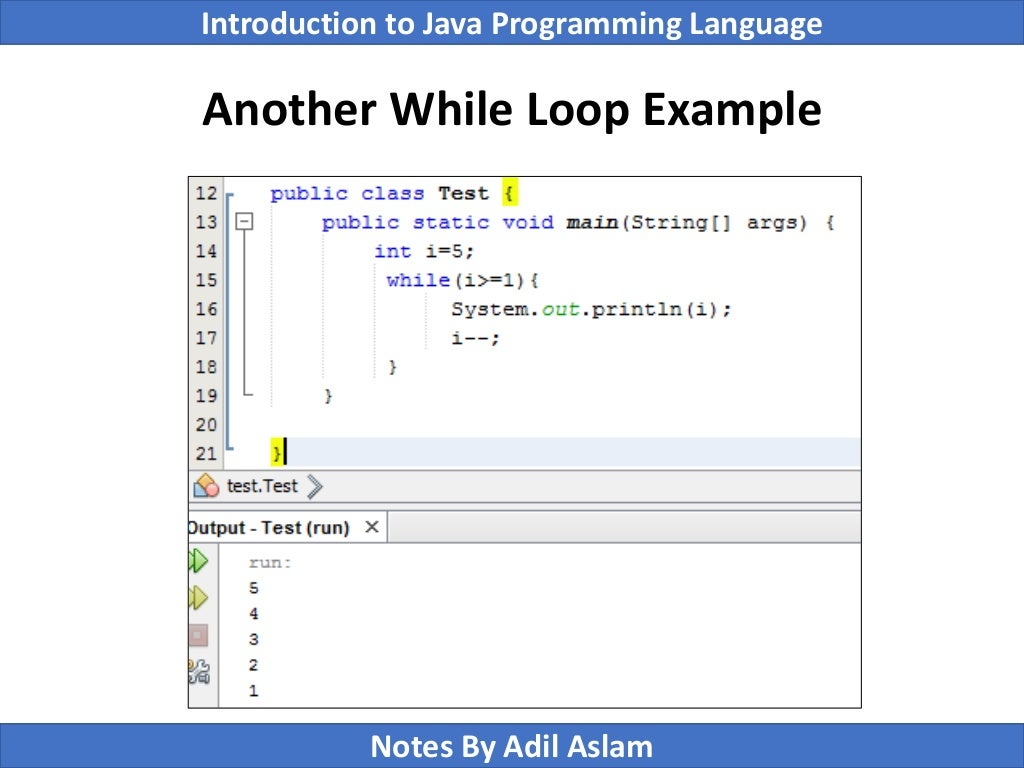 Introduction to Java Programming Language
Another While Loop Example
12 public class Test {
13 public static void main(String[] args) {
14 int i=5;
15 while(i>=1){
16 System.out.println(i);
17 i--;
18 }
19 }
20
21 }
test.Test
Output - Test (run) ×
run:
5
4
3
2
1
Notes By Adil Aslam